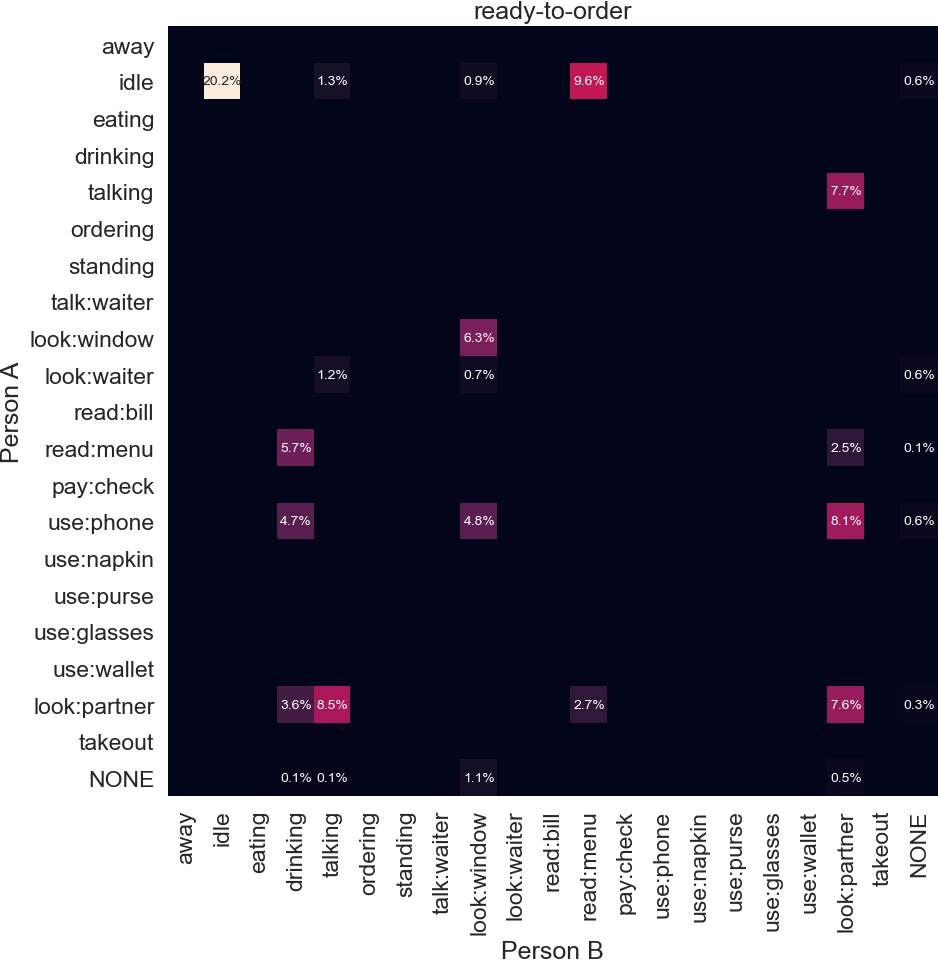 ready-to-order
away
idle 20.2% 1.3% 0.9% 9.6% 0.6%
eating
drinking
talking 7.7%
ordering
standing
talk:waiter
look:window 6.3%
look:waiter 1.2% 0.7% 0.6%
read:bill
read:menu 5.7% 2.5% 0.1%
pay:check
use:phone 4.7% 4.8% 8.1% 0.6%
use:napkin
use:purse
use:glasses
use:wallet
look:partner 3.6% 8.5% 2.7% 7.6% 0.3%
takeout
NONE 0.1% 0.1% 1.1% 0.5%
Person A
away idle eating drinking talking ordering standing talk:waiter look:window look:waiter read:bill read:menu pay:check use:phone use:napkin use:purse use:glasses use:wallet look:partner takeout NONE
Person B